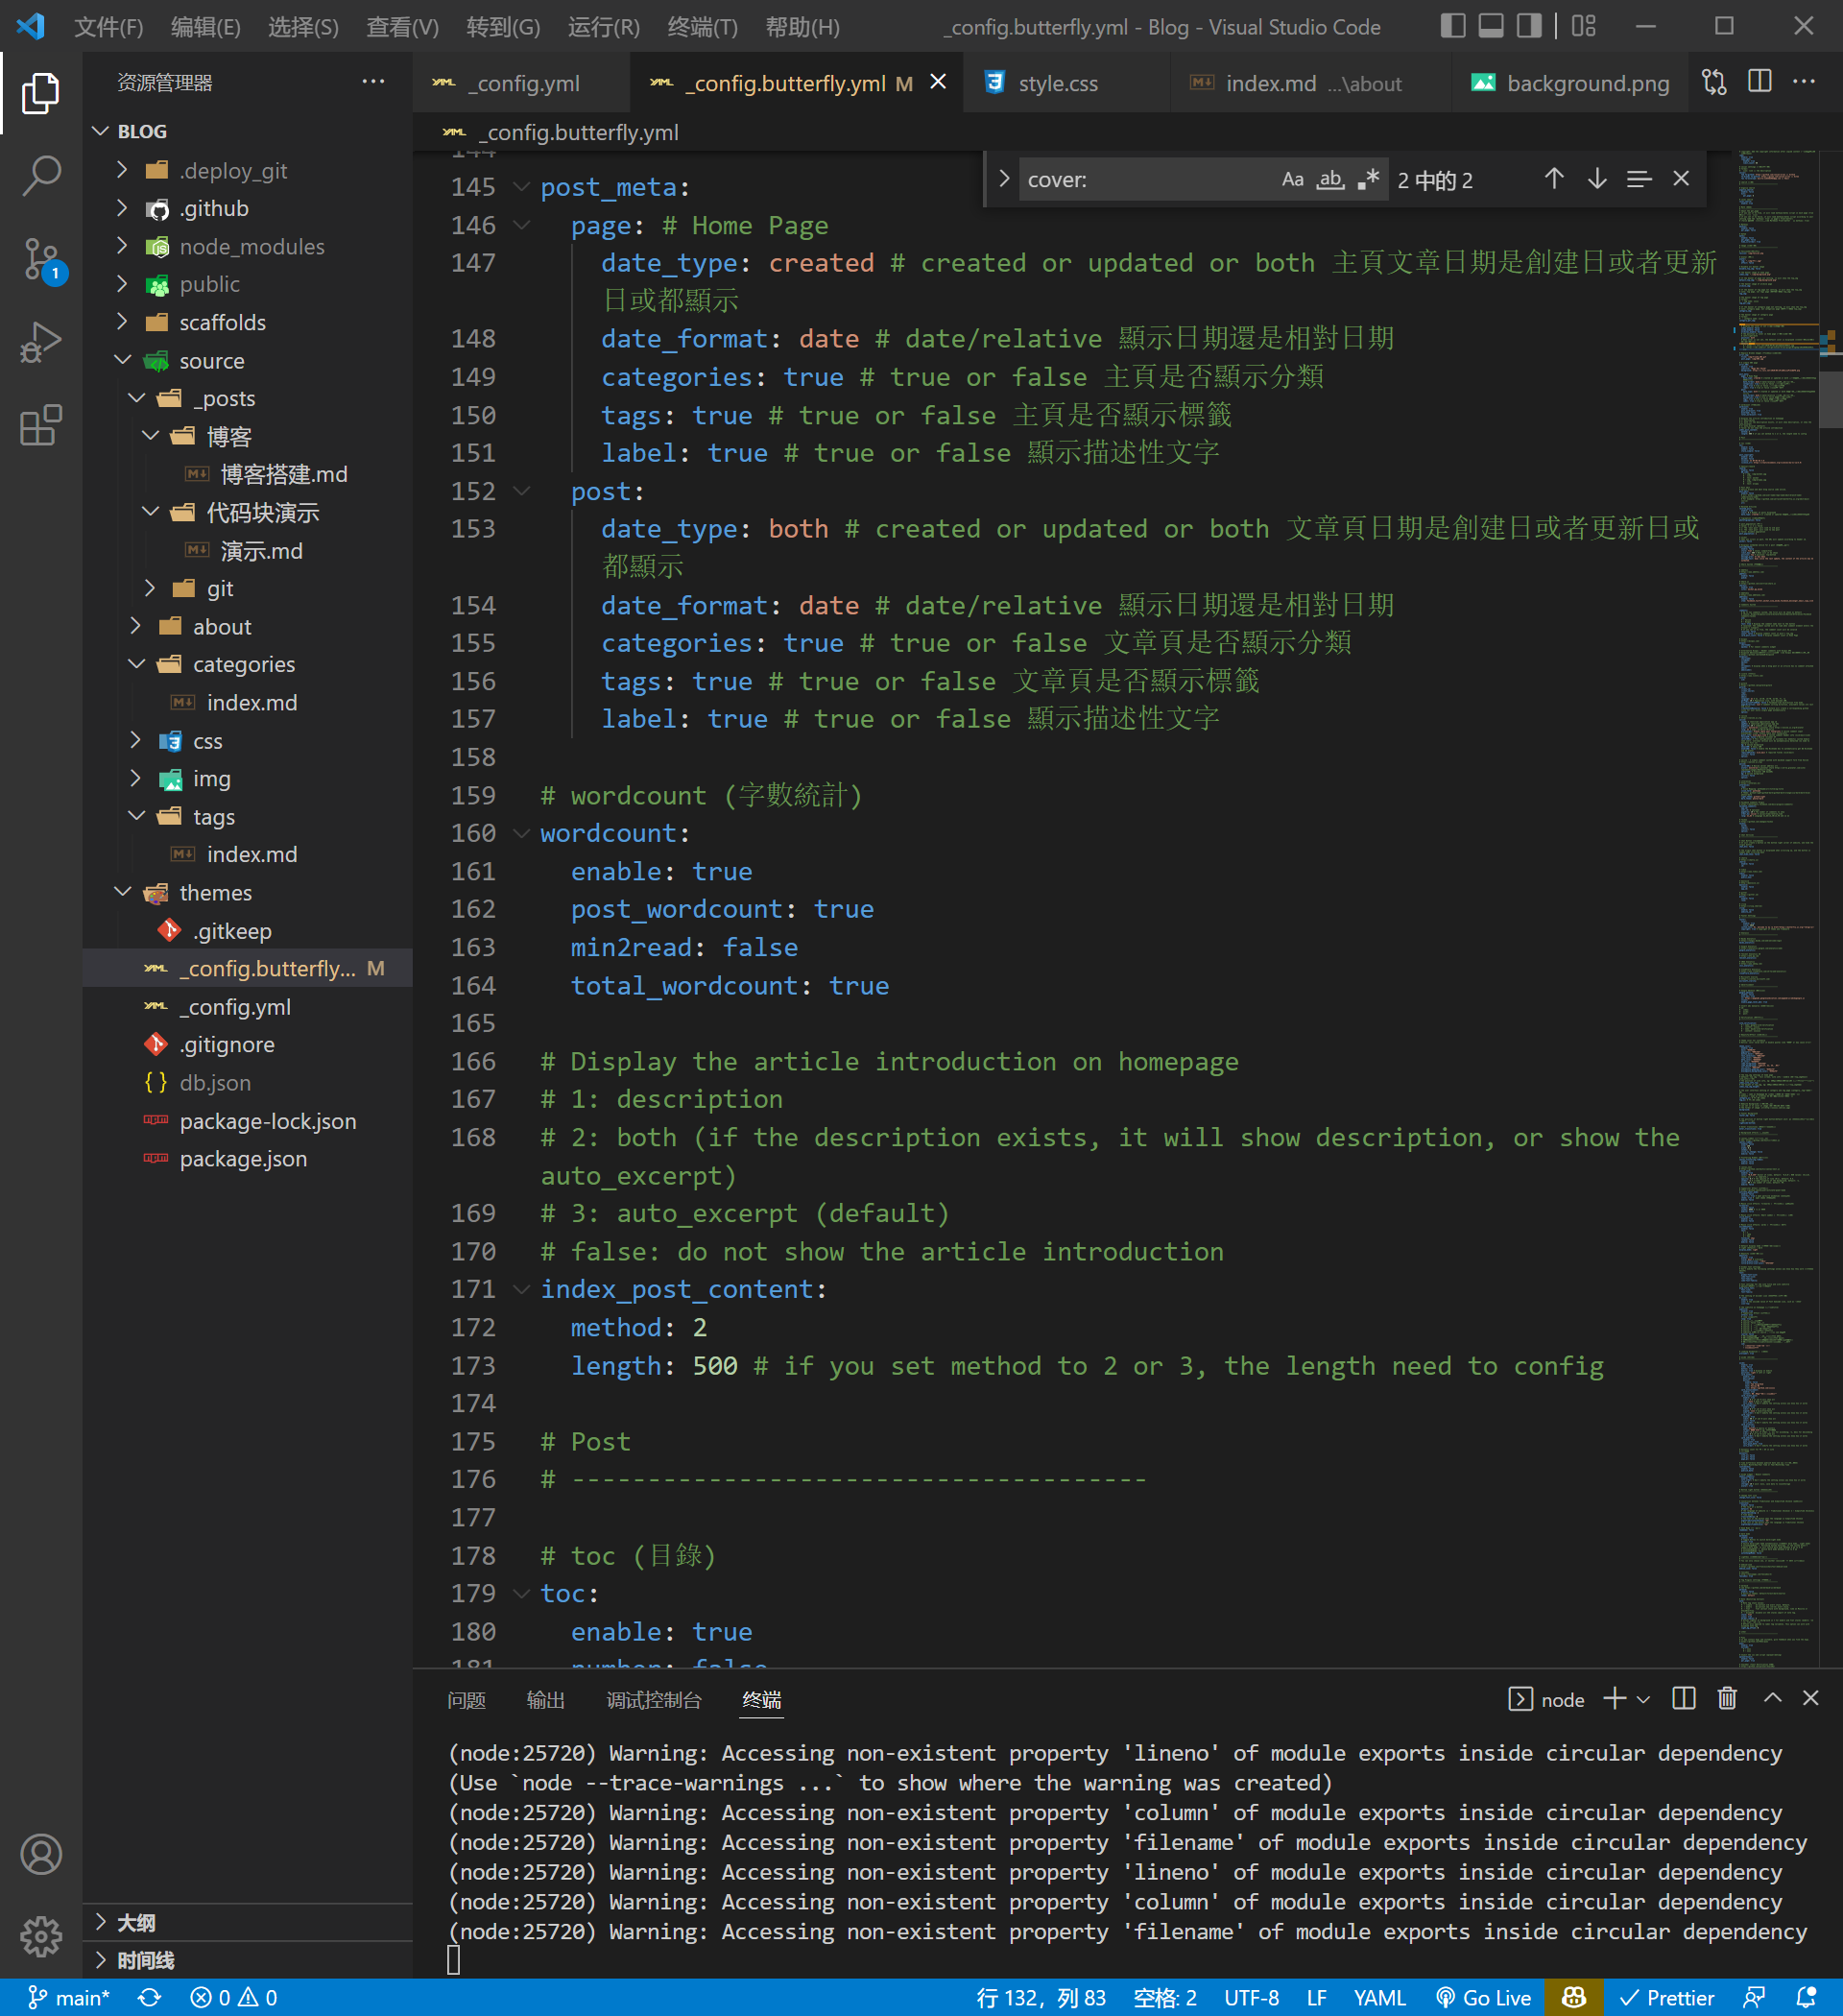 文件(F) 编辑(E) 选择(S) 查看(V) 转到(G) 运行(R) 终端(T) 帮助(H) _config.butterfly.yml - Blog - Visual Studio Code
资源管理器
_config.yml _config.butterfly.yml M style.css index.md ...\about background.png
_config.butterfly.yml
BLOG
.deploy_git
.github
node_modules
public
scaffolds
source
_posts
博客
博客搭建.md
代码块演示
演示.md
git
about
categories
index.md
css
img
tags
index.md
themes
.gitkeep
_config.butterfly... M
_config.yml
.gitignore
db.json
package-lock.json
package.json
大纲
时间线
1
cover: Aa ab 2 中的 2
144
145 post_meta:
146 page: # Home Page
147 date_type: created # created or updated or both 主頁文章日期是創建日或者更新
日或都顯示
148 date_format: date # date/relative 顯示日期還是相對日期
149 categories: true # true or false 主頁是否顯示分類
150 tags: true # true or false 主頁是否顯示標籤
151 label: true # true or false 顯示描述性文字
152 post:
153 date_type: both # created or updated or both 文章頁日期是創建日或者更新日或
都顯示
154 date_format: date # date/relative 顯示日期還是相對日期
155 categories: true # true or false 文章頁是否顯示分類
156 tags: true # true or false 文章頁是否顯示標籤
157 label: true # true or false 顯示描述性文字
158
159 # wordcount (字數統計)
160 wordcount:
161 enable: true
162 post_wordcount: true
163 min2read: false
164 total_wordcount: true
165
166 # Display the article introduction on homepage
167 # 1: description
168 # 2: both (if the description exists, it will show description, or show the
auto_excerpt)
169 # 3: auto_excerpt (default)
170 # false: do not show the article introduction
171 index_post_content:
172 method: 2
173 length: 500 # if you set method to 2 or 3, the length need to config
174
175 # Post
176 # --------------------------------------
177
178 # toc (目錄)
179 toc:
180 enable: true
181 number: false
问题 输出 调试控制台 终端 node
(node:25720) Warning: Accessing non-existent property 'lineno' of module exports inside circular dependency
(Use `node --trace-warnings ...` to show where the warning was created)
(node:25720) Warning: Accessing non-existent property 'column' of module exports inside circular dependency
(node:25720) Warning: Accessing non-existent property 'filename' of module exports inside circular dependency
(node:25720) Warning: Accessing non-existent property 'lineno' of module exports inside circular dependency
(node:25720) Warning: Accessing non-existent property 'column' of module exports inside circular dependency
(node:25720) Warning: Accessing non-existent property 'filename' of module exports inside circular dependency
main* 0 0 行 132，列 83 空格: 2 UTF-8 LF YAML Go Live Prettier